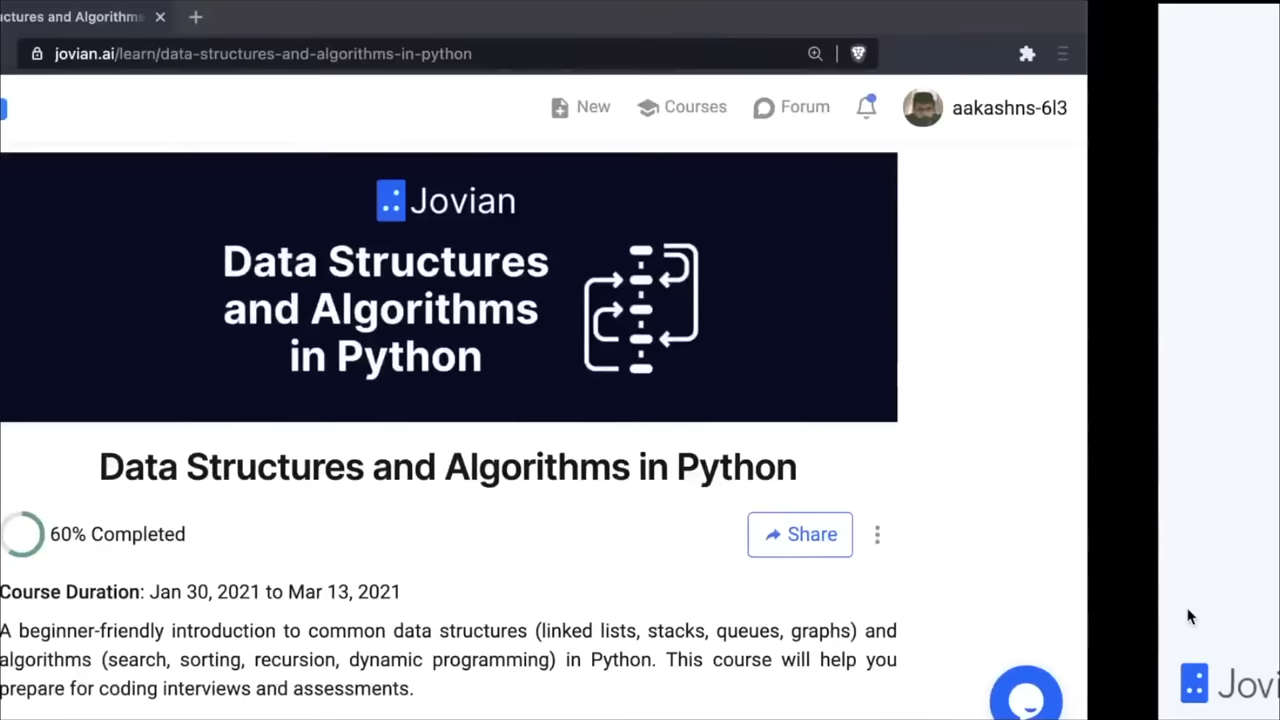 uctures and Algorithms
jovian.ai/learn/data-structures-and-algorithms-in-python
New
Courses
Forum
aakashns-6l3
Jovian
Data Structures
and Algorithms
in Python
Data Structures and Algorithms in Python
60% Completed
Share
Course Duration: Jan 30, 2021 to Mar 13, 2021
A beginner-friendly introduction to common data structures (linked lists, stacks, queues, graphs) and
algorithms (search, sorting, recursion, dynamic programming) in Python. This course will help you
prepare for coding interviews and assessments.
Jovi